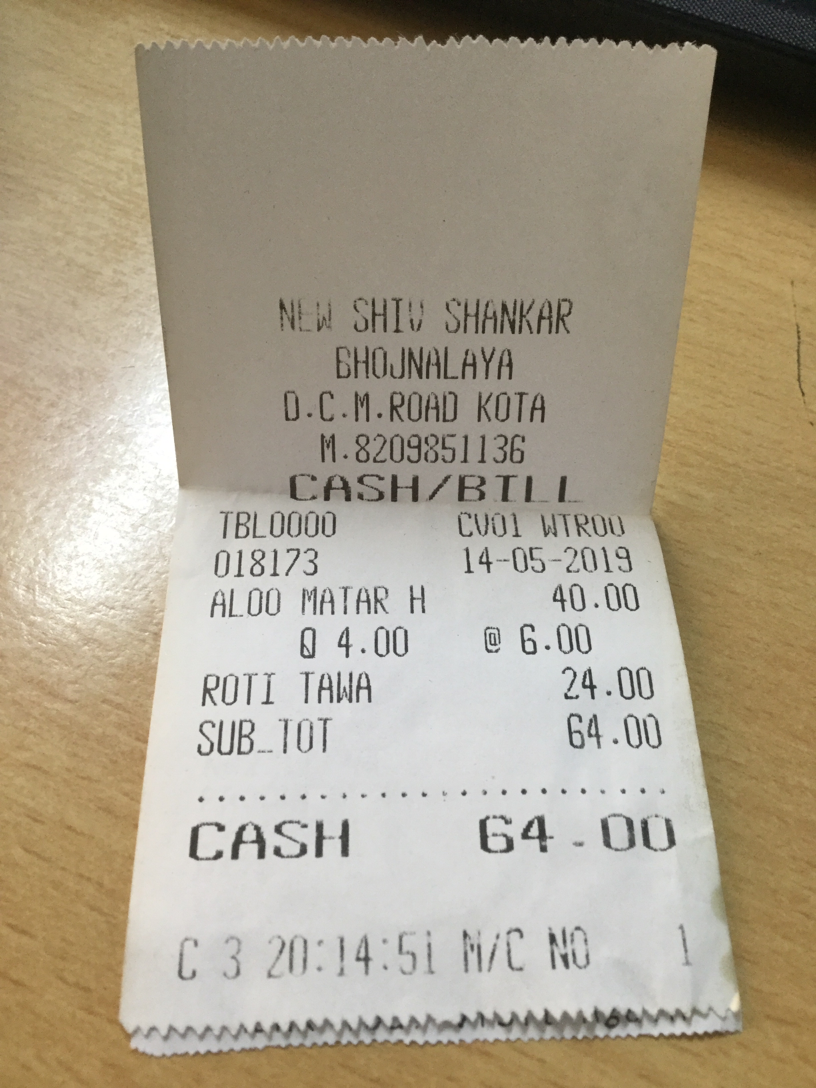 NEW SHIV SHANKAR
BHOJNALAYA
D.C.M.ROAD KOTA
M.8209851136
CASH/BILL
TBL0000 CV01 WTR00
018173 14-05-2019
ALOO MATAR H 40.00
Q 4.00 @ 6.00
ROTI TAWA 24.00
SUB_TOT 64.00
CASH 64.00
C 3 20:14:51 M/C NO 1